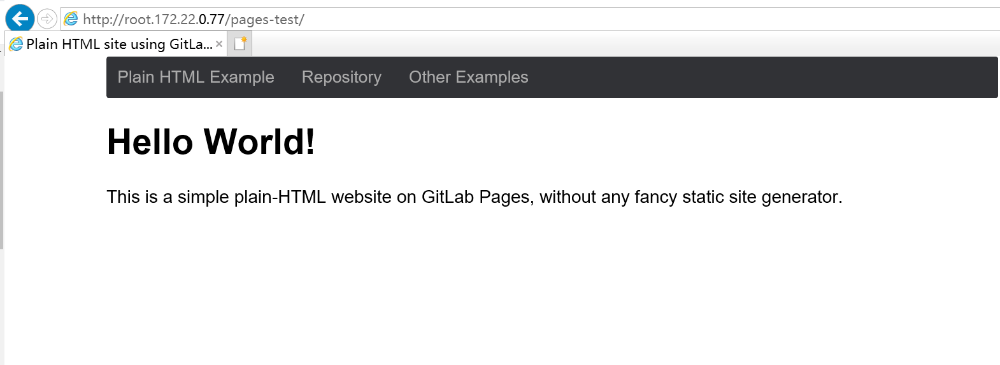 http://root.172.22.0.77/pages-test/
Plain HTML site using GitLa...
Plain HTML Example Repository Other Examples
Hello World!
This is a simple plain-HTML website on GitLab Pages, without any fancy static site generator.